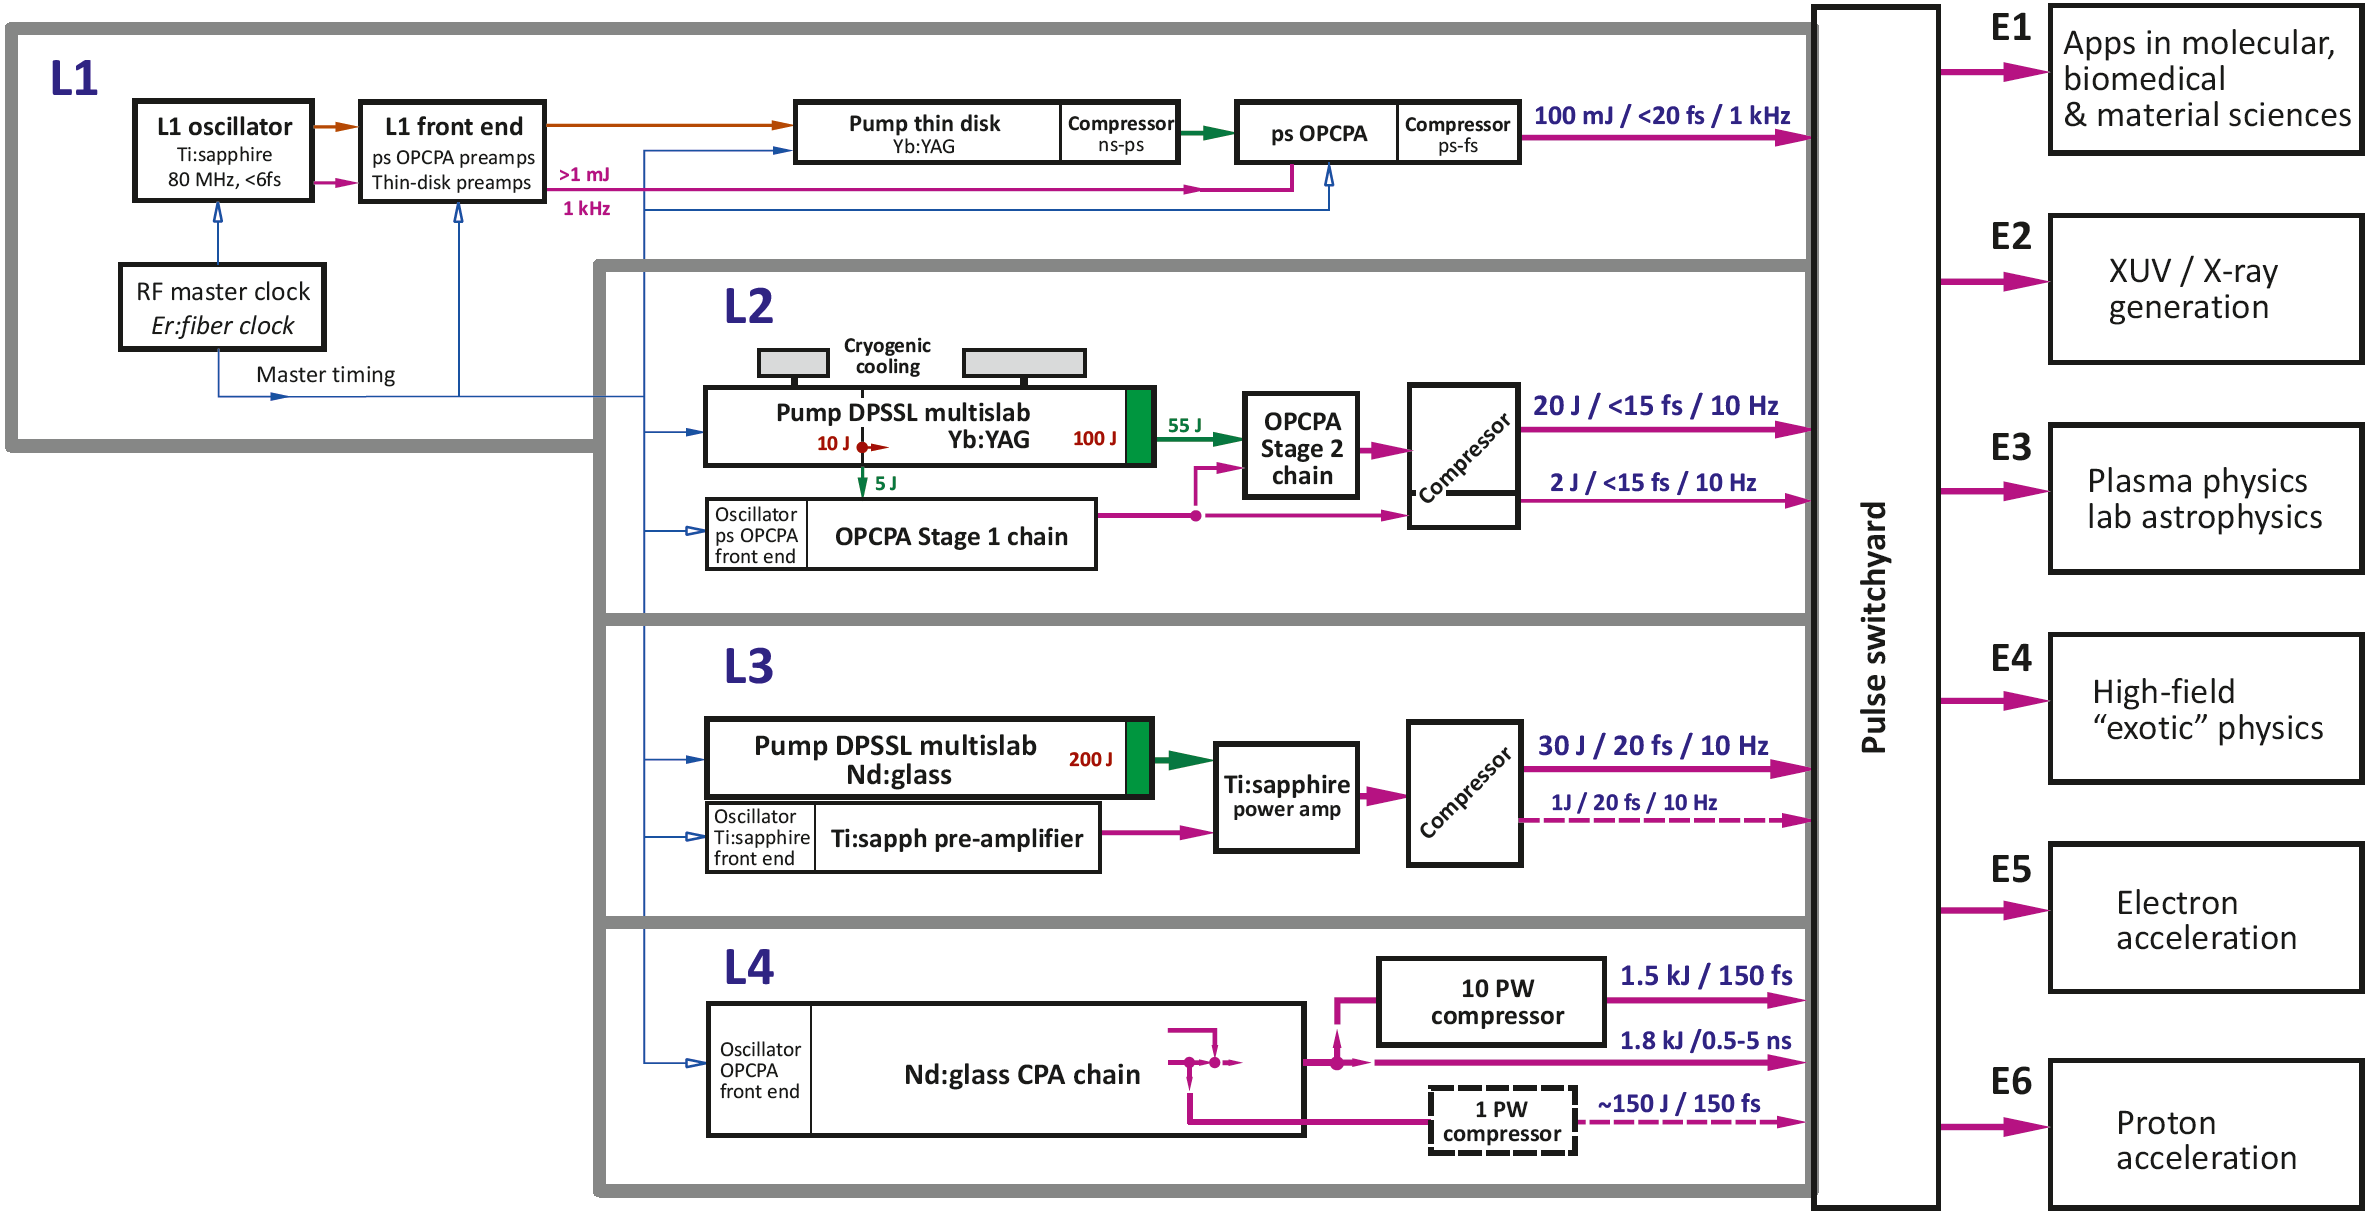 L1
L1 oscillator
Ti:sapphire
80 MHz, <6fs
L1 front end
ps OPCPA preamps
Thin-disk preamps
>1 mJ
1 kHz
Pump thin disk
Yb:YAG
Compressor
ns-ps
ps OPCPA
Compressor
ps-fs
100 mJ / <20 fs / 1 kHz
RF master clock
Er:fiber clock
Master timing
L2
Cryogenic
cooling
Pump DPSSL multislab
Yb:YAG
10 J
100 J
55 J
5 J
Oscillator
ps OPCPA
front end
OPCPA Stage 1 chain
OPCPA
Stage 2
chain
Compressor
20 J / <15 fs / 10 Hz
2 J / <15 fs / 10 Hz
L3
Pump DPSSL multislab
Nd:glass
200 J
Oscillator
Ti:sapphire
front end
Ti:sapph pre-amplifier
Ti:sapphire
power amp
Compressor
30 J / 20 fs / 10 Hz
1J / 20 fs / 10 Hz
L4
Oscillator
OPCPA
front end
Nd:glass CPA chain
10 PW
compressor
1.5 kJ / 150 fs
1.8 kJ /0.5-5 ns
1 PW
compressor
~150 J / 150 fs
Pulse switchyard
E1
Apps in molecular,
biomedical
& material sciences
E2
XUV / X-ray
generation
E3
Plasma physics
lab astrophysics
E4
High-field
“exotic” physics
E5
Electron
acceleration
E6
Proton
acceleration